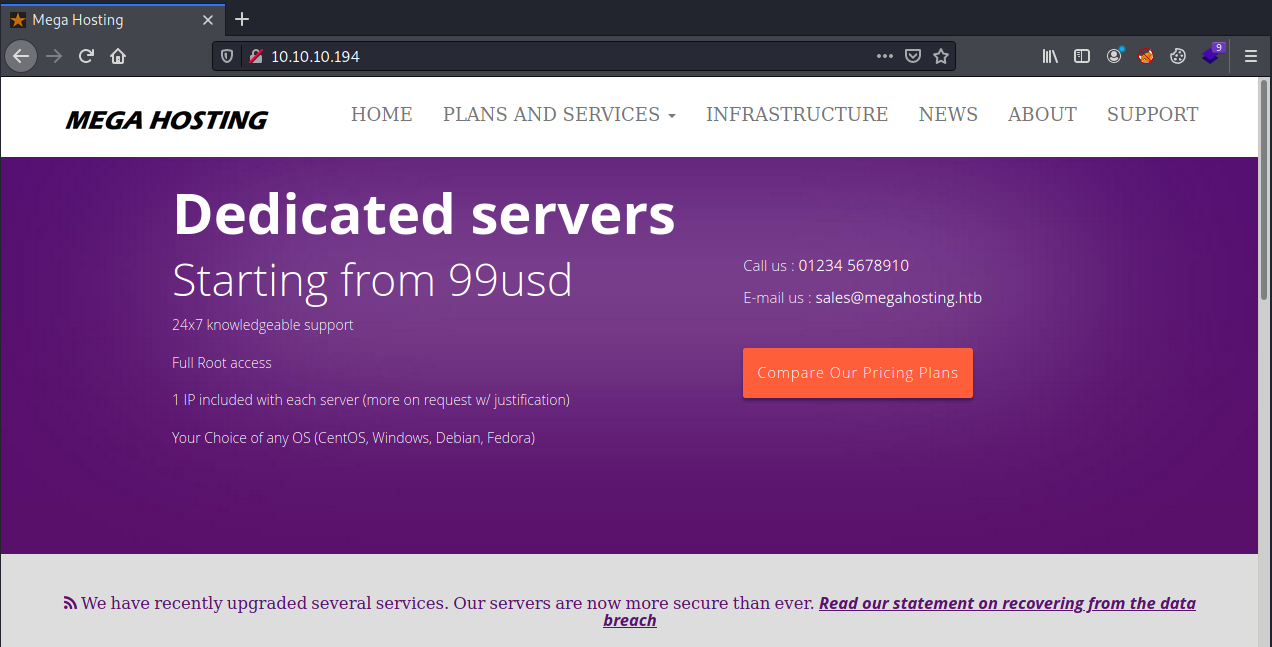 Mega Hosting
10.10.10.194
9
MEGA HOSTING
HOME PLANS AND SERVICES INFRASTRUCTURE NEWS ABOUT SUPPORT
Dedicated servers
Starting from 99usd
24x7 knowledgeable support
Full Root access
1 IP included with each server (more on request w/ justification)
Your Choice of any OS (CentOS, Windows, Debian, Fedora)
Call us : 01234 5678910
E-mail us : sales@megahosting.htb
Compare Our Pricing Plans
We have recently upgraded several services. Our servers are now more secure than ever. Read our statement on recovering from the data
breach